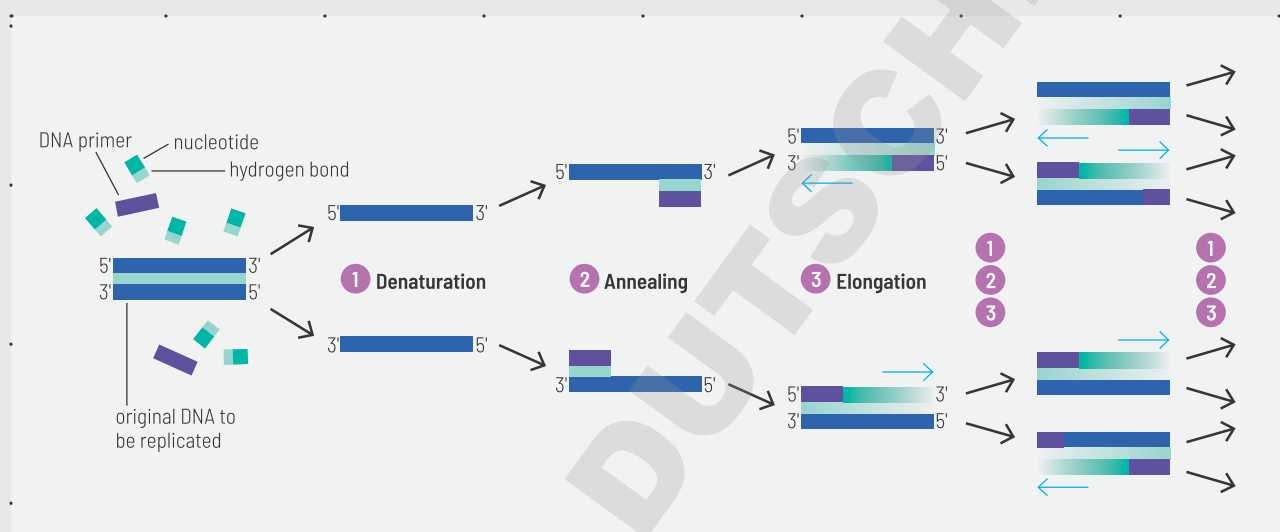 DNA primer
nucleotide
hydrogen bond
5' 3'
3' 5'
original DNA to
be replicated
5' 3'
1 Denaturation
3' 5'
5' 3'
2 Annealing
3' 5'
5' 3'
3' 5'
3 Elongation
5' 3'
3' 5'
1
2
3
1
2
3
DUTSCH